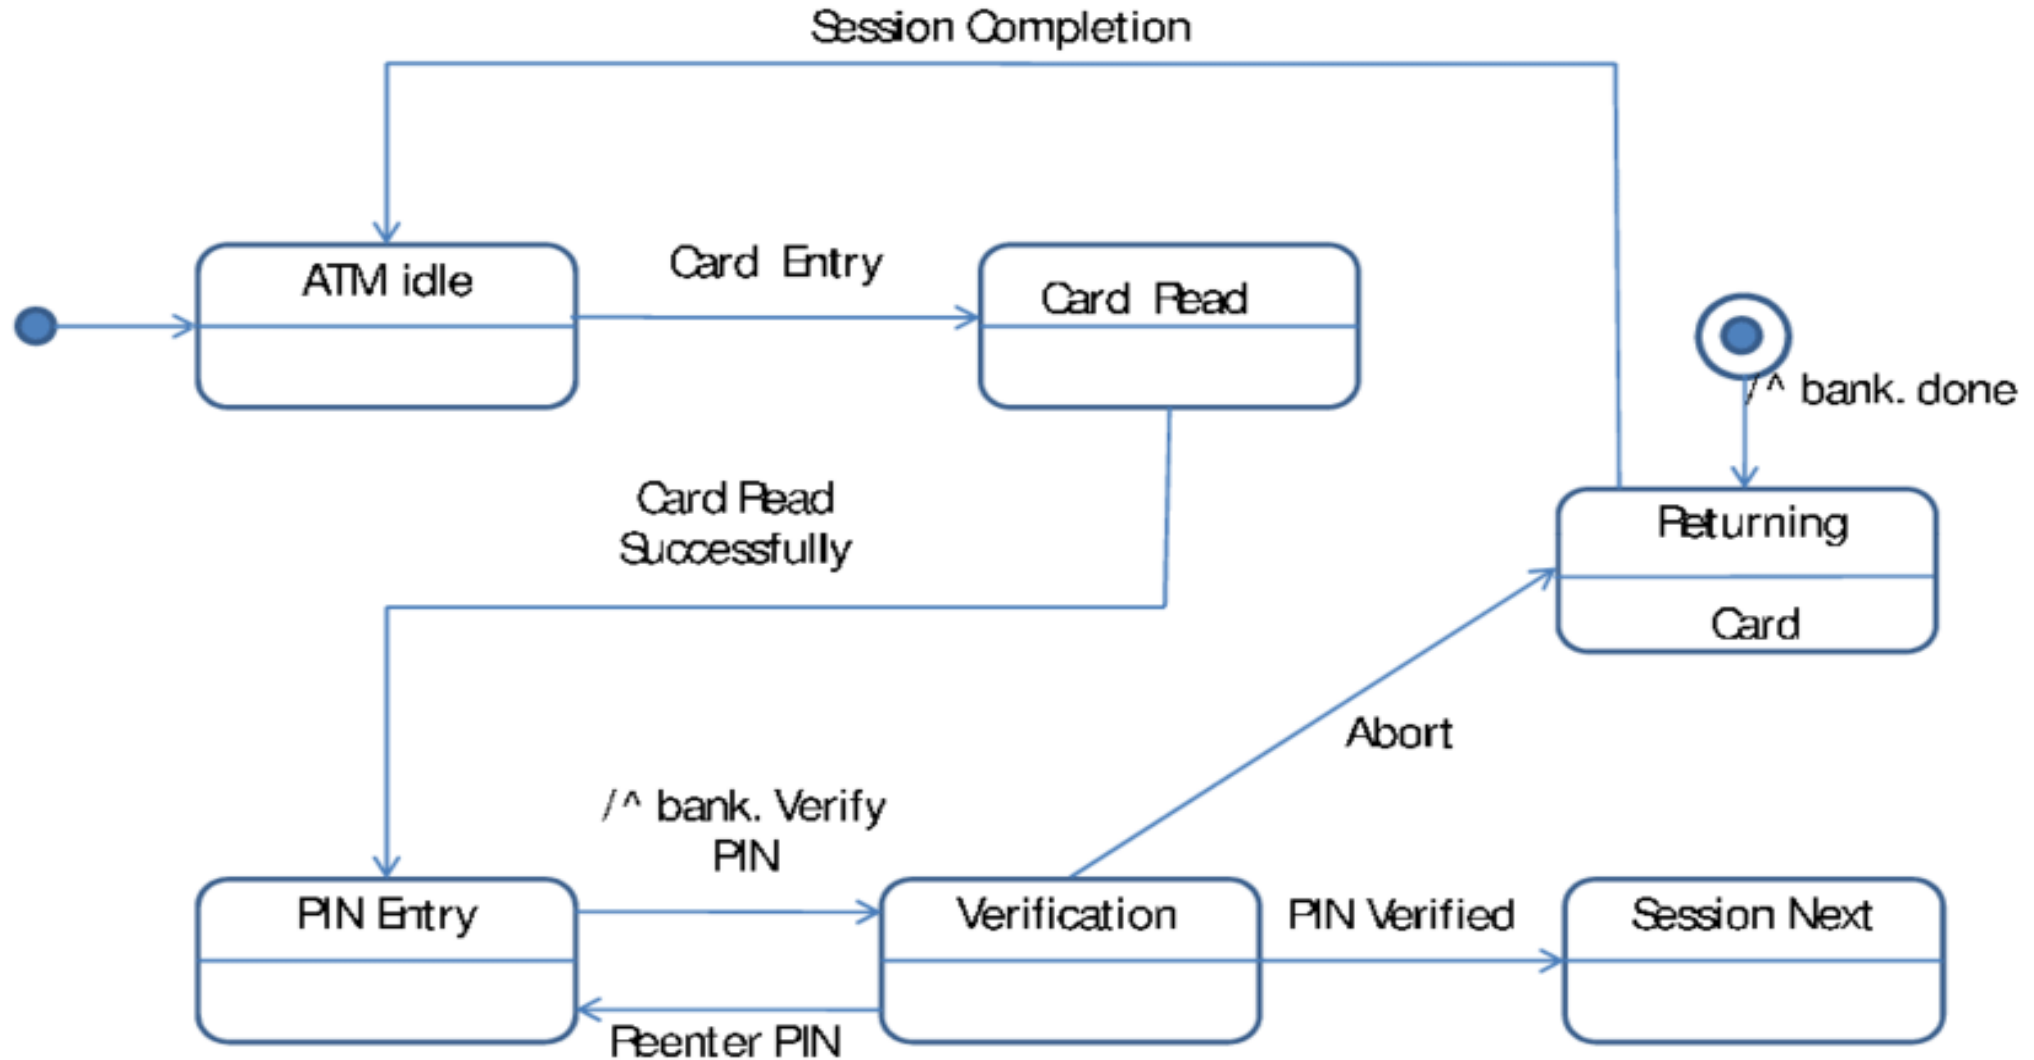 Session Completion
ATM idle
Card Entry
Card Read
/^ bank. done
Card Read
Successfully
Returning
Card
Abort
/^ bank. Verify
PIN
PIN Entry
Verification
PIN Verified
Session Next
Reenter PIN